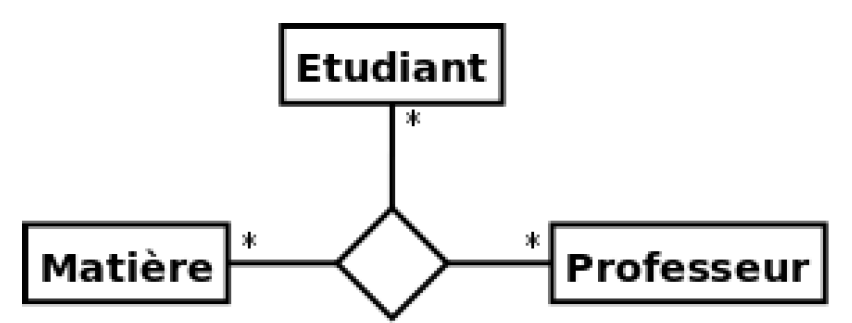 Etudiant
*
* *
Matière Professeur